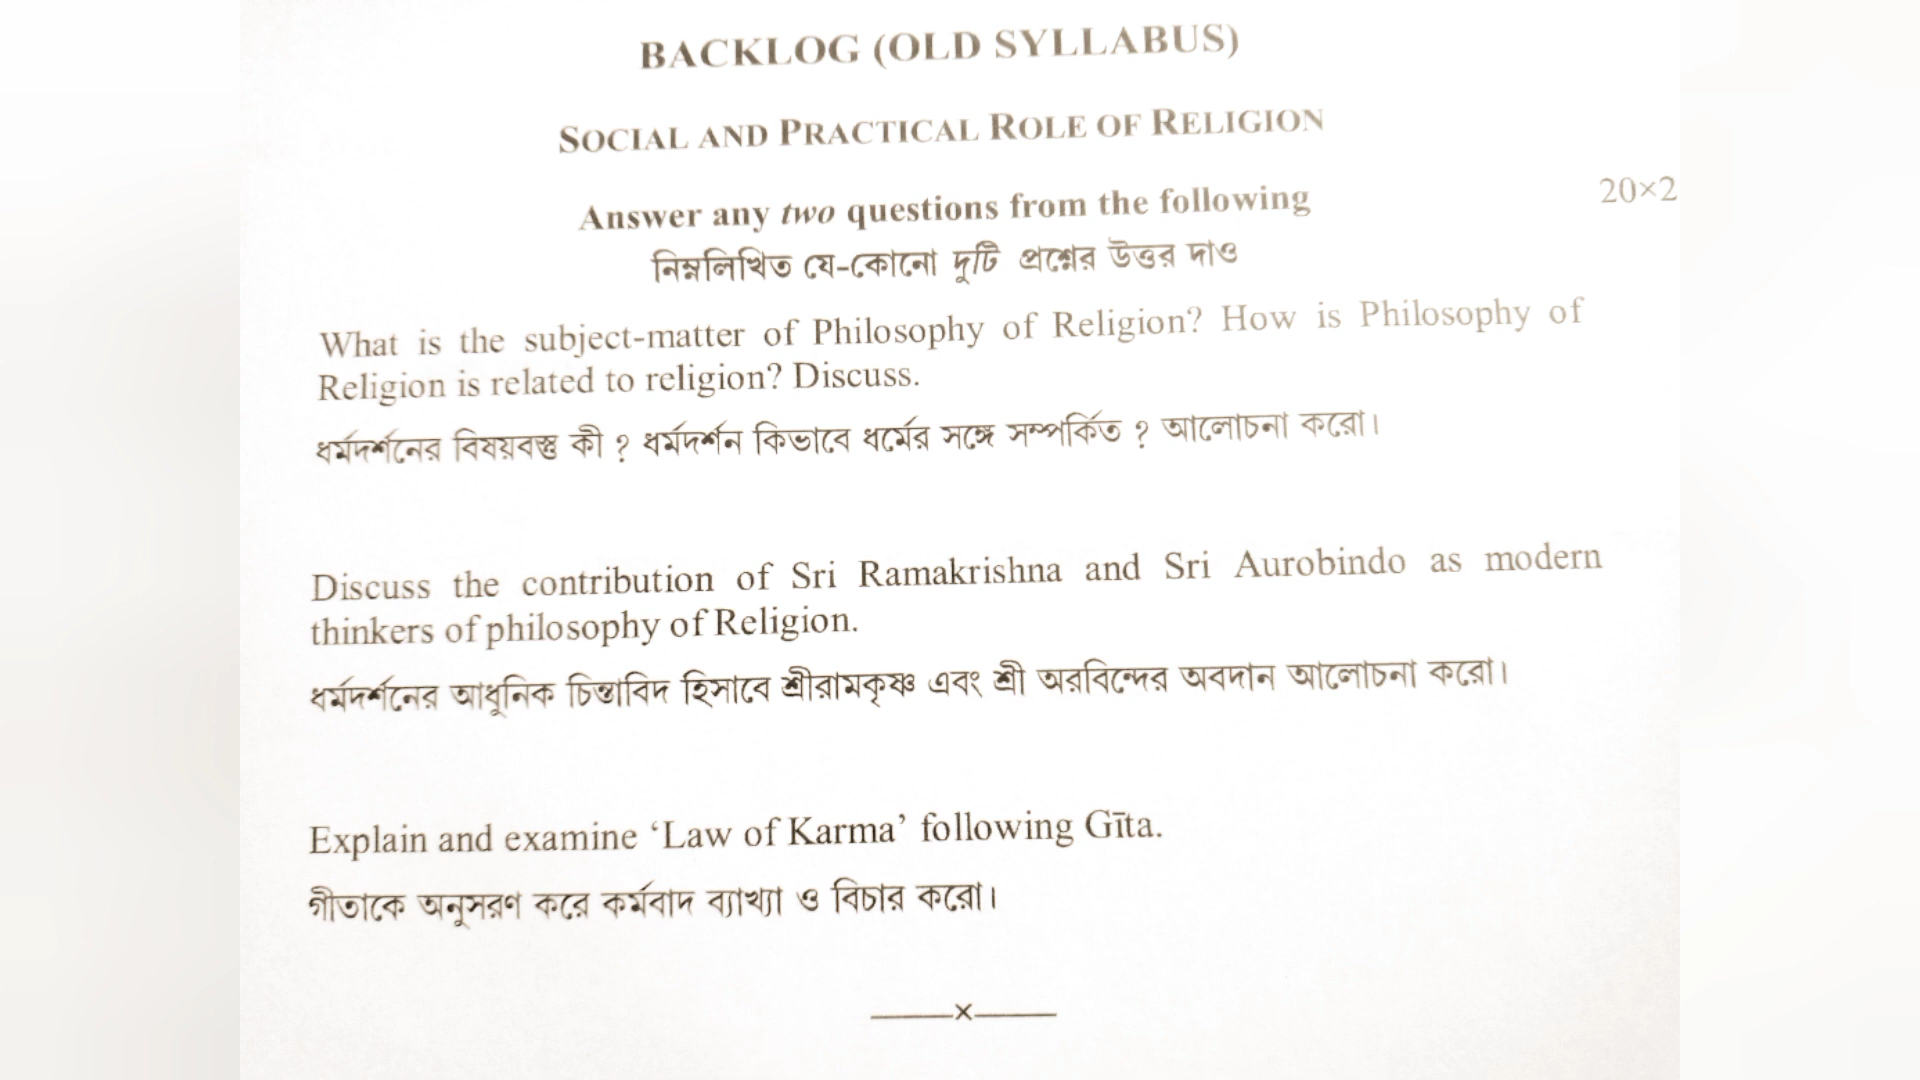 BACKLOG (OLD SYLLABUS)
SOCIAL AND PRACTICAL ROLE OF RELIGION
Answer any two questions from the following 20×2
নিম্নলিখিত যে-কোনো দুটি প্রশ্নের উত্তর দাও
What is the subject-matter of Philosophy of Religion? How is Philosophy of
Religion is related to religion? Discuss.
ধর্মদর্শনের বিষয়বস্তু কী ? ধর্মদর্শন কিভাবে ধর্মের সঙ্গে সম্পর্কিত ? আলোচনা করো।
Discuss the contribution of Sri Ramakrishna and Sri Aurobindo as modern
thinkers of philosophy of Religion.
ধর্মদর্শনের আধুনিক চিন্তাবিদ হিসাবে শ্রীরামকৃষ্ণ এবং শ্রী অরবিন্দের অবদান আলোচনা করো।
Explain and examine ‘Law of Karma’ following Gīta.
গীতাকে অনুসরণ করে কর্মবাদ ব্যাখ্যা ও বিচার করো।
——×——